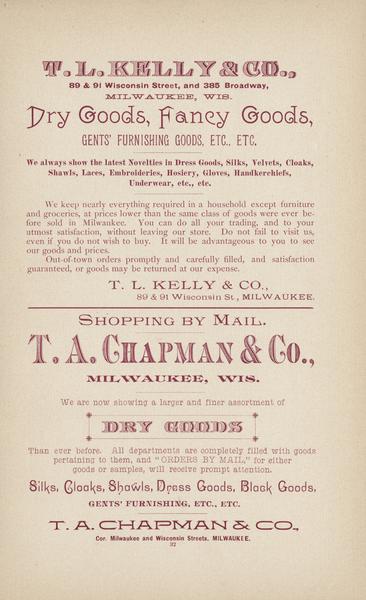 T. L. KELLY & CO.,
89 & 91 Wisconsin Street, and 385 Broadway,
MILWAUKEE, WIS.
Dry Goods, Fancy Goods,
GENTS' FURNISHING GOODS, ETC., ETC.
We always show the latest Novelties in Dress Goods, Silks, Velvets, Cloaks,
Shawls, Laces, Embroideries, Hosiery, Gloves, Handkerchiefs,
Underwear, etc., etc.
We keep nearly everything required in a household except furniture
and groceries, at prices lower than the same class of goods were ever be-
fore sold in Milwaukee. You can do all your trading, and to your
utmost satisfaction, without leaving our store. Do not fail to visit us,
even if you do not wish to buy. It will be advantageous to you to see
our goods and prices.
Out-of-town orders promptly and carefully filled, and satisfaction
guaranteed, or goods may be returned at our expense.
T. L. KELLY & CO.,
89 & 91 Wisconsin St., MILWAUKEE.
SHOPPING BY MAIL.
T. A. CHAPMAN & CO.,
MILWAUKEE, WIS.
We are now showing a larger and finer assortment of
DRY GOODS
Than ever before. All departments are completely filled with goods
pertaining to them, and "ORDERS BY MAIL," for either
goods or samples, will receive prompt attention.
Silks, Cloaks, Shawls, Dress Goods, Black Goods,
GENTS' FURNISHING, ETC., ETC.
T. A. CHAPMAN & CO.,
Cor. Milwaukee and Wisconsin Streets, MILWAUKEE.
32